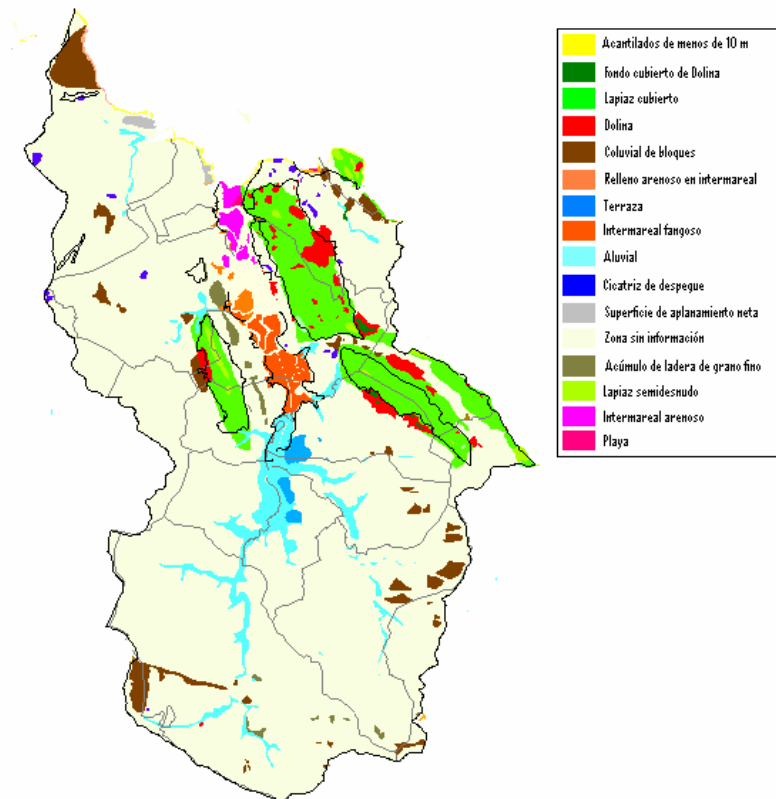 Acantilados de menos de 10 m
Fondo cubierto de Dolina
Lapiaz cubierto
Dolina
Coluvial de bloques
Relleno arenoso en intermareal
Terraza
Intermareal fangoso
Aluvial
Cicatriz de despegue
Superficie de aplanamiento neta
Zona sin información
Acúmulo de ladera de grano fino
Lapiaz semidesnudo
Intermareal arenoso
Playa